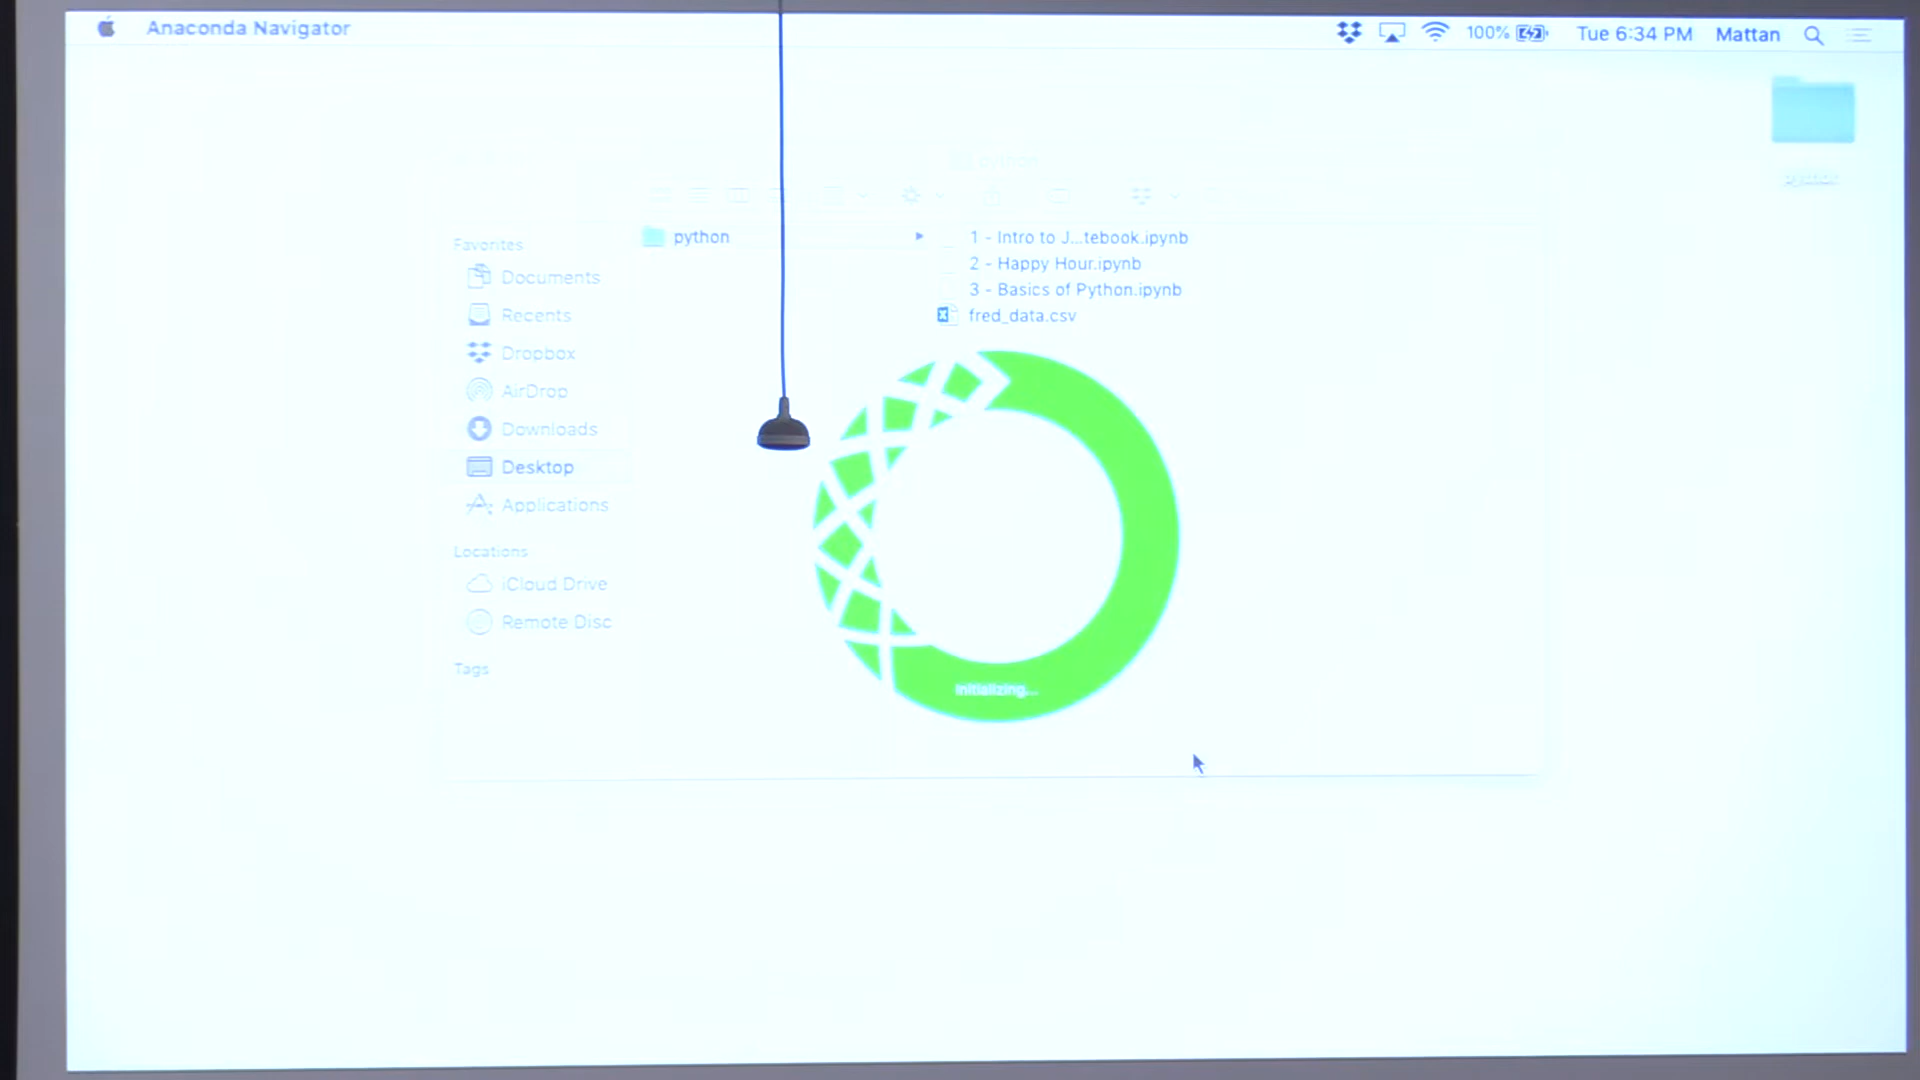 Anaconda Navigator
100% Tue 6:34 PM Mattan
python
python
Favorites
python
1 - Intro to J...tebook.ipynb
2 - Happy Hour.ipynb
3 - Basics of Python.ipynb
fred_data.csv
Documents
Recents
Dropbox
AirDrop
Downloads
Desktop
Applications
Locations
iCloud Drive
Remote Disc
Tags
Initializing...